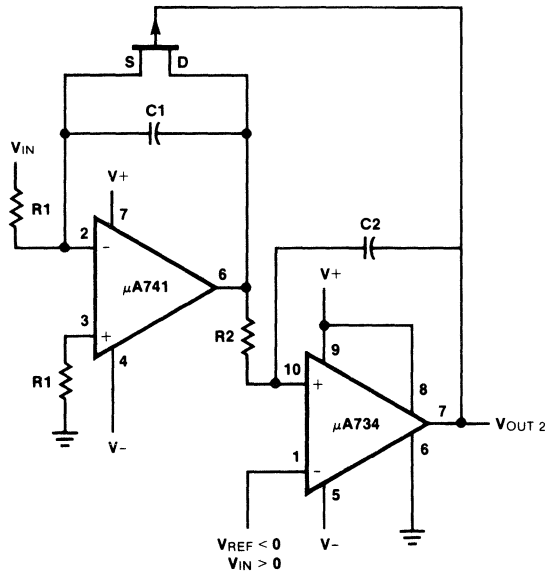 S D
C1
VIN
R1
V+
7
2
-
μA741
6
3
+
4
R1
V-
R2
C2
V+
9
10
+
8
μA734
7
VOUT 2
1
-
6
5
VREF < 0
VIN > 0
V-